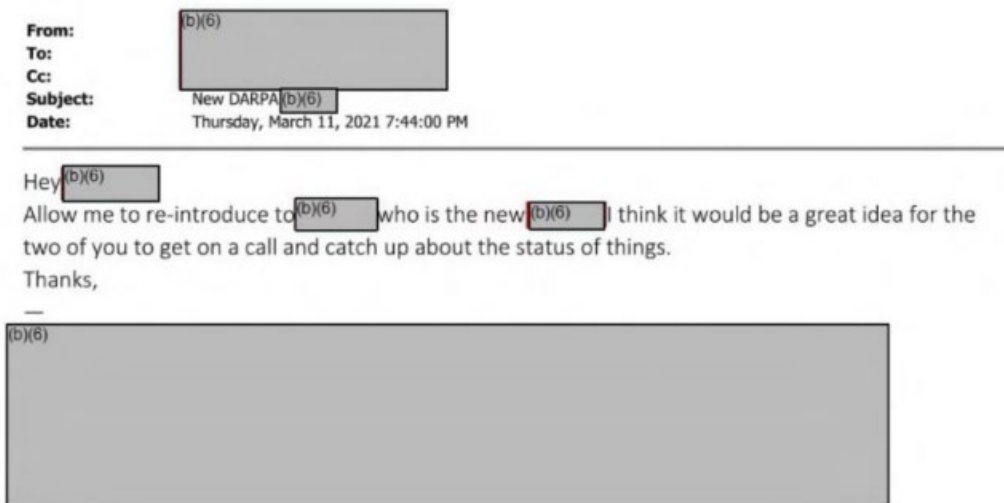 (b)(6)
From:
To:
Cc:
Subject: New DARPA (b)(6)
Date: Thursday, March 11, 2021 7:44:00 PM
Hey (b)(6)
Allow me to re-introduce to (b)(6) who is the new (b)(6) I think it would be a great idea for the
two of you to get on a call and catch up about the status of things.
Thanks,
—
(b)(6)